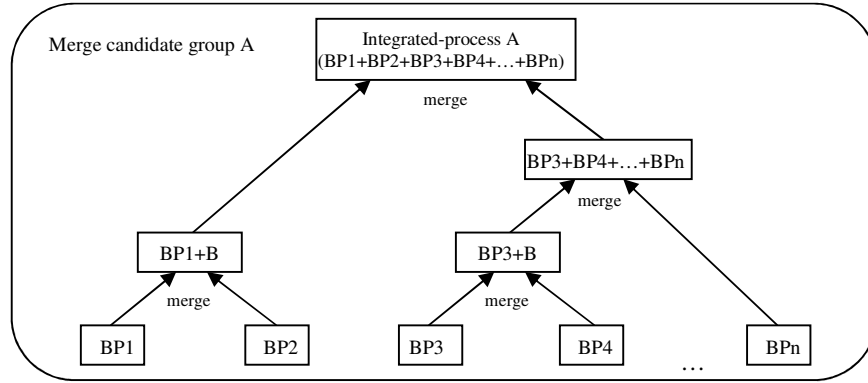 Merge candidate group A
Integrated-process A
(BP1+BP2+BP3+BP4+…+BPn)
merge
BP3+BP4+…+BPn
merge
BP1+B
BP3+B
merge
merge
BP1
BP2
BP3
BP4
…
BPn